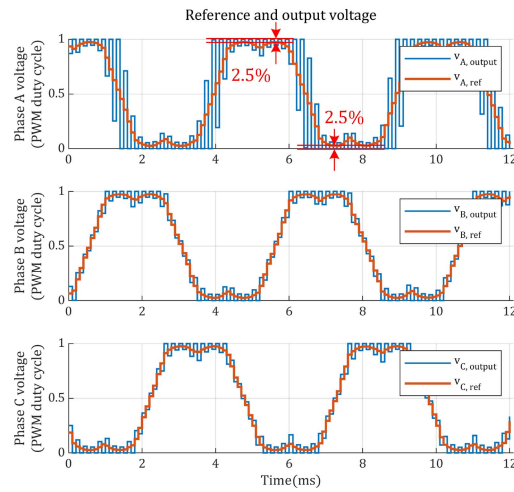 Reference and output voltage
Phase A voltage
(PWM duty cycle)
1
0.5
0
2.5%
2.5%
v_A, output
v_A, ref
0 2 4 6 8 10 12
Phase B voltage
(PWM duty cycle)
1
0.5
0
v_B, output
v_B, ref
0 2 4 6 8 10 12
Phase C voltage
(PWM duty cycle)
1
0.5
0
v_C, output
v_C, ref
0 2 4 6 8 10 12
Time(ms)